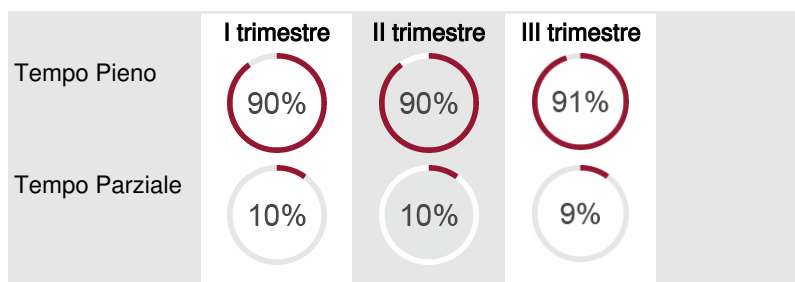 I trimestre II trimestre III trimestre
Tempo Pieno 90% 90% 91%
Tempo Parziale 10% 10% 9%